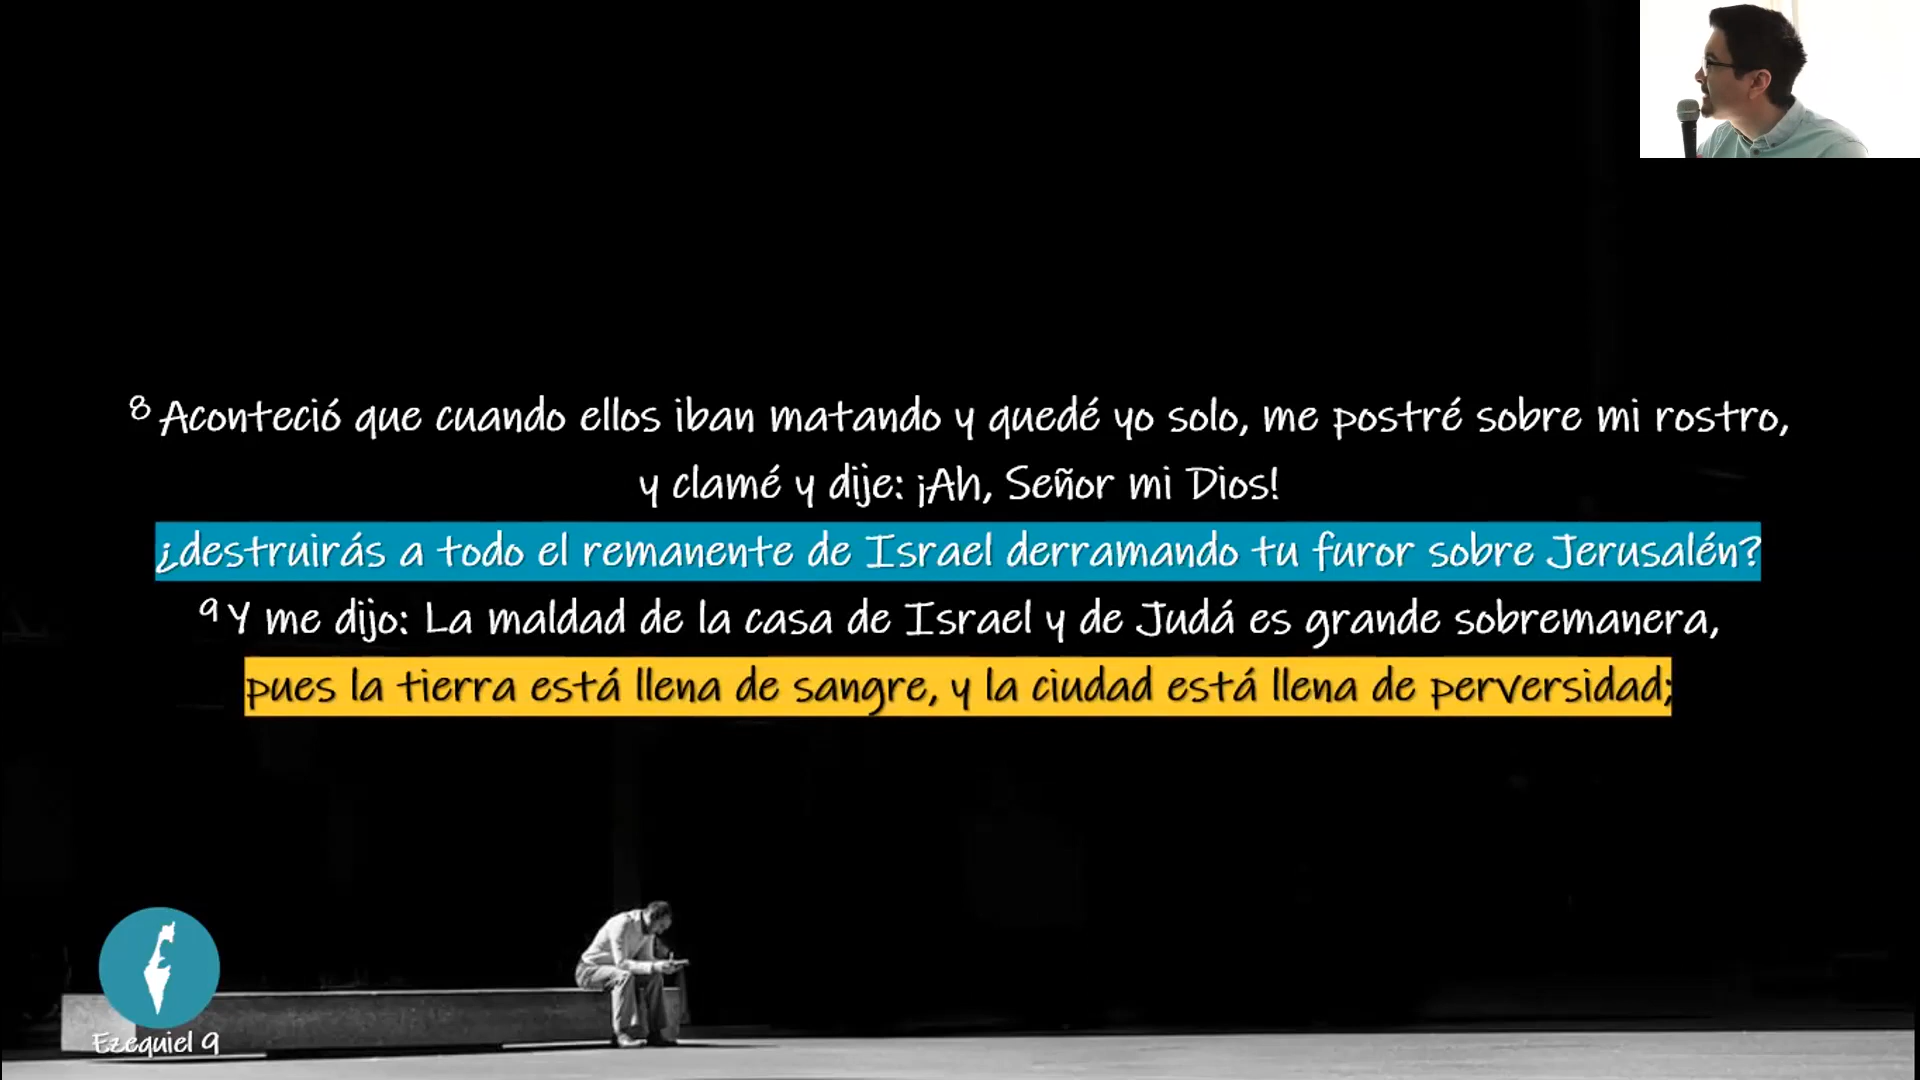 8 Aconteció que cuando ellos iban matando y quedé yo solo, me postré sobre mi rostro,
y clamé y dije: ¡Ah, Señor mi Dios!
¿destruirás a todo el remanente de Israel derramando tu furor sobre Jerusalén?
9 Y me dijo: La maldad de la casa de Israel y de Judá es grande sobremanera,
pues la tierra está llena de sangre, y la ciudad está llena de perversidad;
Ezequiel 9